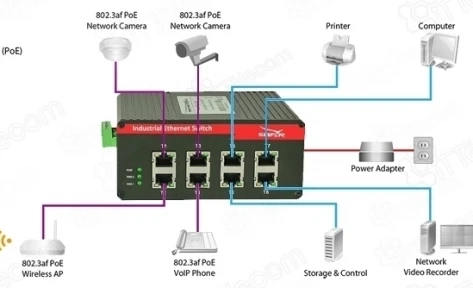 802.3af PoE
Network Camera
802.3af PoE
Network Camera
Printer
Computer
(PoE)
Industrial Ethernet Switch
Power Adapter
802.3af PoE
Wireless AP
802.3af PoE
VoIP Phone
Storage & Control
Network
Video Recorder